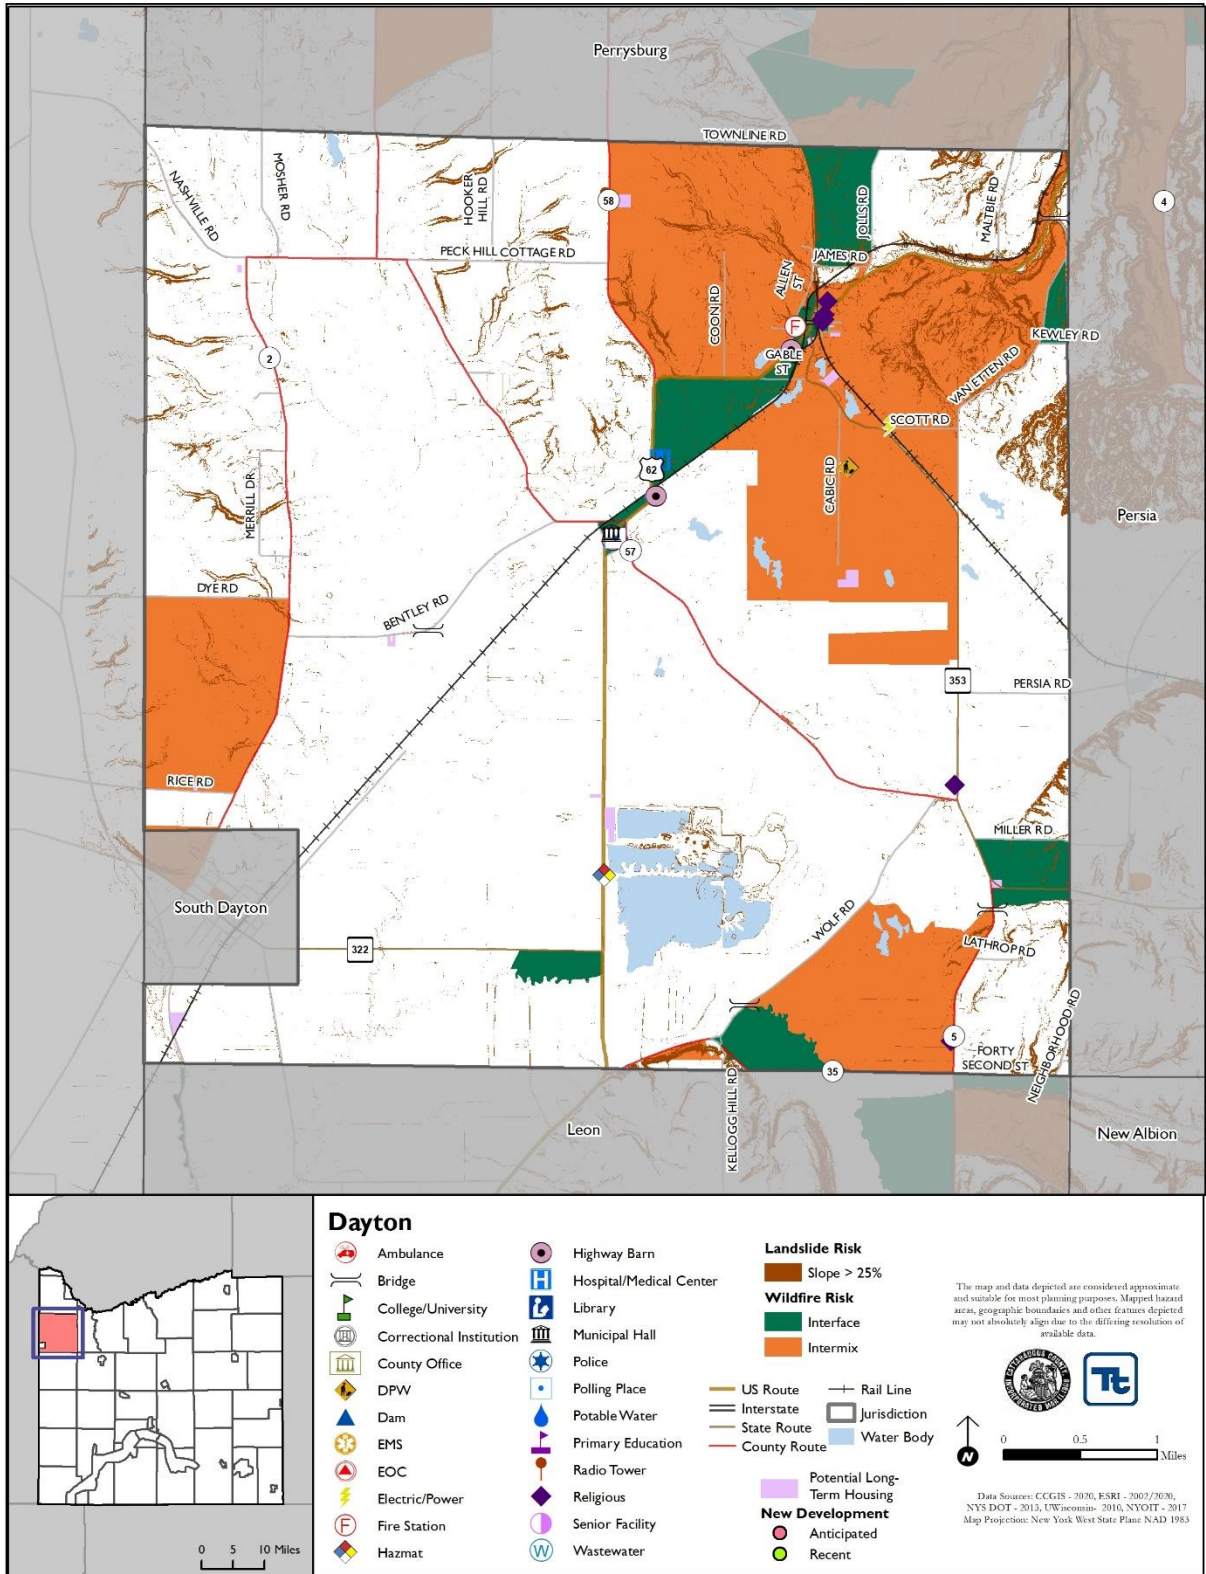 Perrysburg
TOWNLINE RD
NASHVILLE RD
MOSHER RD
HOOKER
HILL RD
58
JOLLS RD
MALTBIE RD
4
PECK HILL COTTAGE RD
JAMES RD
ALLEN
ST
COON RD
F
KEWLEY RD
2
GABLE
ST
VAN ETTEN RD
SCOTT RD
62
CABIC RD
MERRILL DR
Persia
57
DYE RD
BENTLEY RD
353
PERSIA RD
RICE RD
MILLER RD
South Dayton
WOLF RD
322
LATHROP RD
NEIGHBORHOOD RD
5
FORTY
SECOND ST
35
KELLOGG HILL RD
Leon
New Albion
0 5 10 Miles
Dayton
Ambulance
Bridge
College/University
Correctional Institution
County Office
DPW
Dam
EMS
EOC
Electric/Power
F Fire Station
Hazmat
Highway Barn
H Hospital/Medical Center
Library
Municipal Hall
Police
Polling Place
Potable Water
Primary Education
Radio Tower
Religious
Senior Facility
W Wastewater
Landslide Risk
Slope > 25%
Wildfire Risk
Interface
Intermix
US Route
Interstate
State Route
County Route
Rail Line
Jurisdiction
Water Body
Potential Long-
Term Housing
New Development
Anticipated
Recent
The map and data depicted are considered approximate
and suitable for most planning purposes. Mapped hazard
areas, geographic boundaries and other features depicted
may not absolutely align due to the differing resolution of
available data.
Tt
N
0 0.5 1
Miles
Data Sources: CCGIS - 2020, ESRI - 2002/2020,
NYS DOT - 2013, UWisconsin- 2010, NYOIT - 2017
Map Projection: New York West State Plane NAD 1983